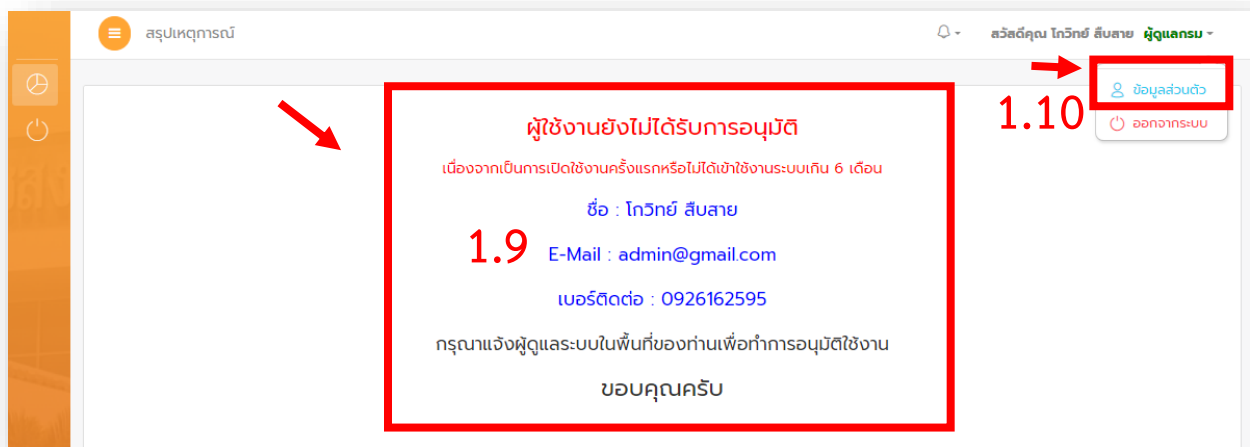 สรุปเหตุการณ์
สวัสดีคุณ โกวิทย์ สืบสาย ผู้ดูแลกรม
ข้อมูลส่วนตัว
1.10
ออกจากระบบ
ผู้ใช้งานยังไม่ได้รับการอนุมัติ
เนื่องจากเป็นการเปิดใช้งานครั้งแรกหรือไม่ได้เข้าใช้งานระบบเกิน 6 เดือน
ชื่อ : โกวิทย์ สืบสาย
1.9
E-Mail : admin@gmail.com
เบอร์ติดต่อ : 0926162595
กรุณาแจ้งผู้ดูแลระบบในพื้นที่ของท่านเพื่อทำการอนุมัติใช้งาน
ขอบคุณครับ